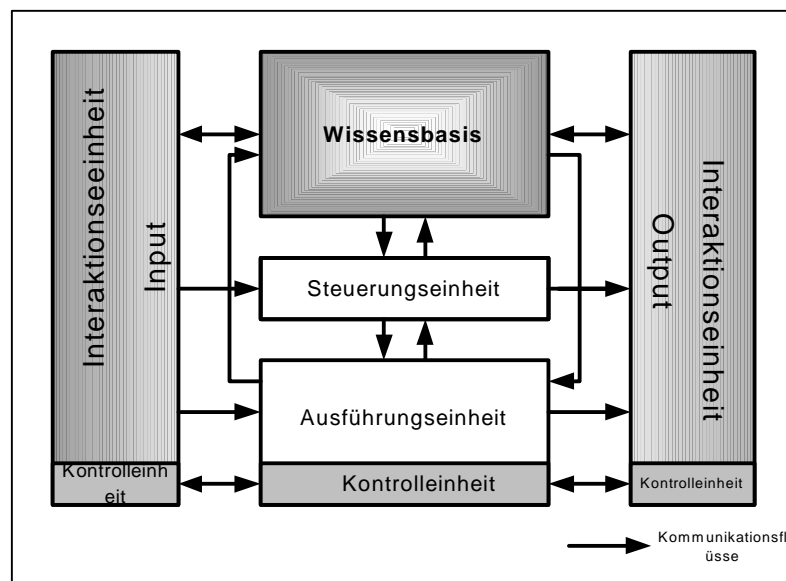 Interaktionseeinheit
Input
Wissensbasis
Steuerungseinheit
Ausführungseinheit
Interaktionseinheit
Output
Kontrolleinh
eit
Kontrolleinheit
Kontrolleinheit
Kommunikationsfl
üsse